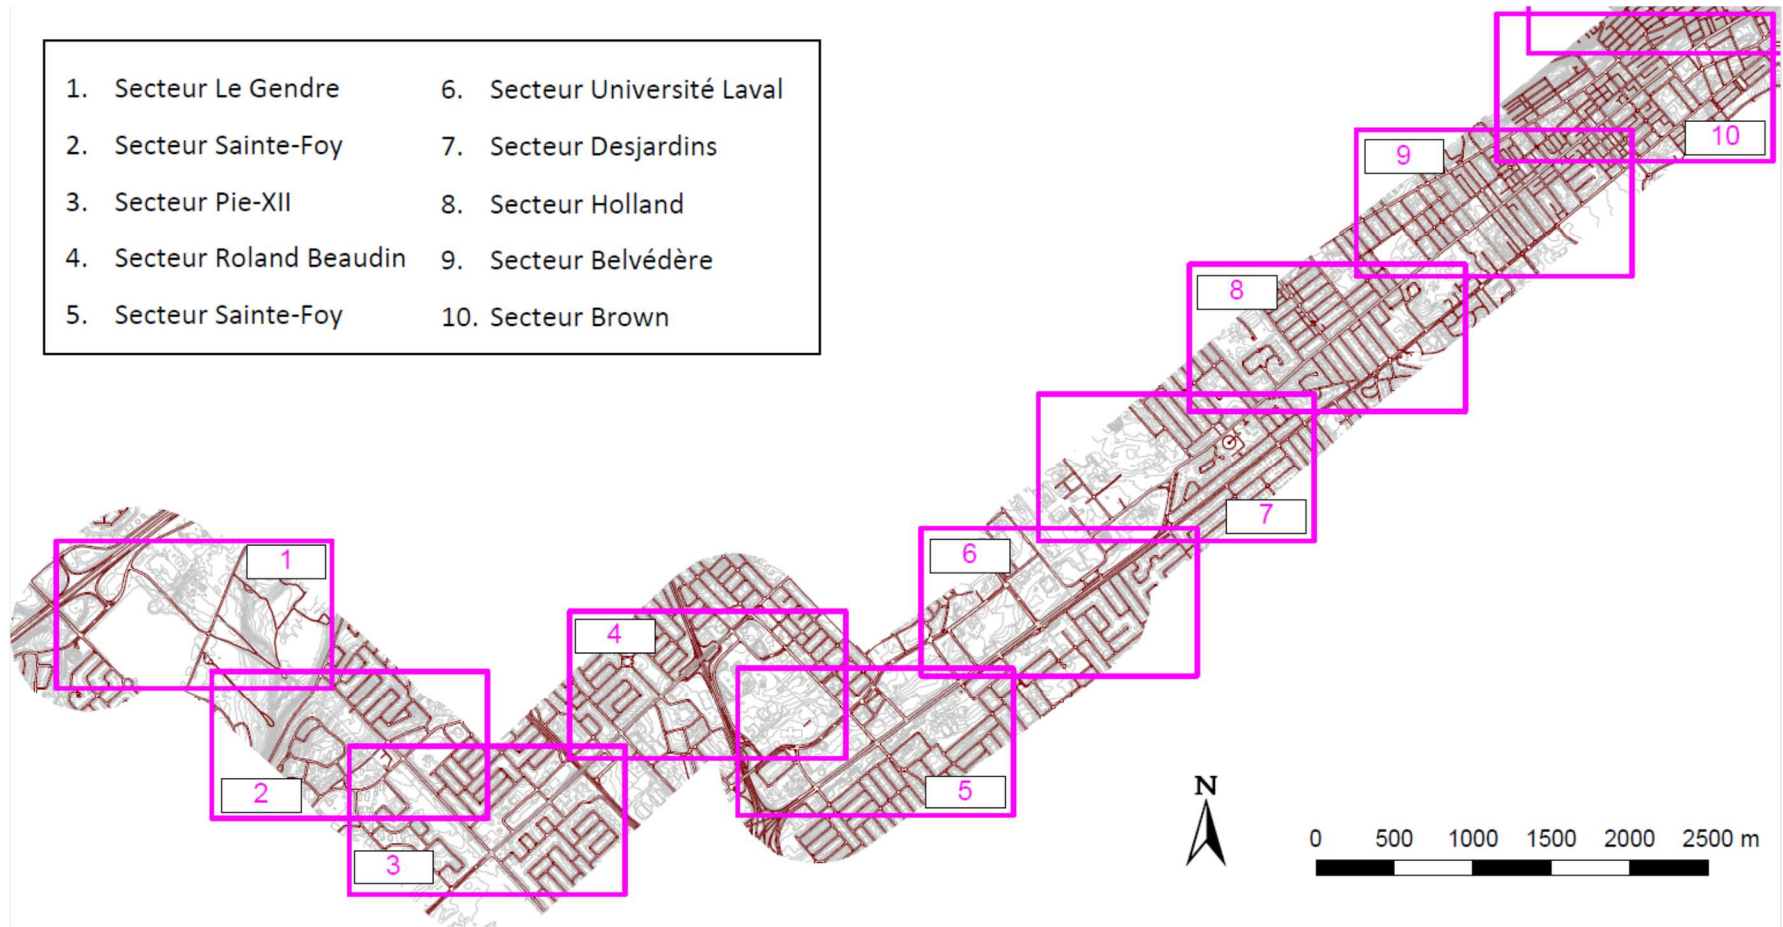 1. Secteur Le Gendre
2. Secteur Sainte-Foy
3. Secteur Pie-XII
4. Secteur Roland Beaudin
5. Secteur Sainte-Foy
6. Secteur Université Laval
7. Secteur Desjardins
8. Secteur Holland
9. Secteur Belvédère
10. Secteur Brown
10
9
8
7
6
1
4
2
5
3
N
0 500 1000 1500 2000 2500 m